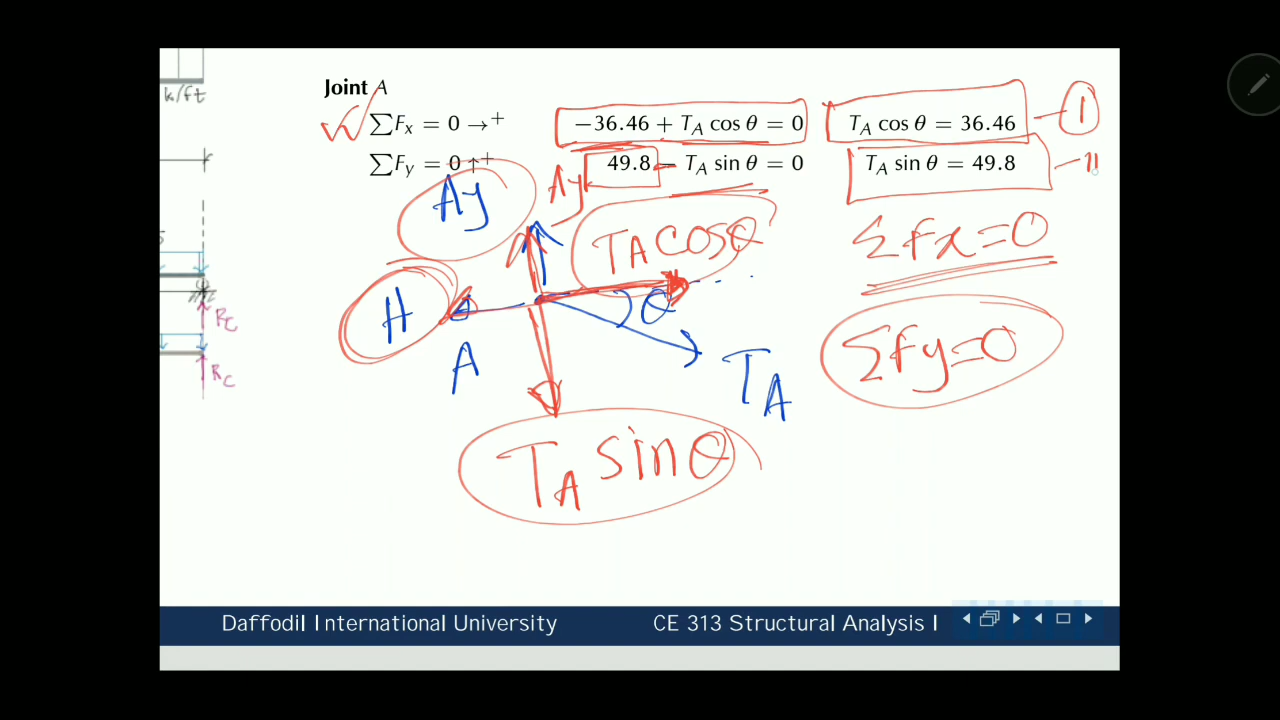 k/ft
Joint A
∑Fx = 0 →+ −36.46 + TA cos θ = 0 TA cos θ = 36.46 — 1
∑Fy = 0 ↑+ 49.8 − TA sin θ = 0 TA sin θ = 49.8 — 11
Ay Ay
TA cosθ Σfx=0
H θ
RC
Σfy=0
A TA
RC
TA sinθ
Daffodil International University CE 313 Structural Analysis I